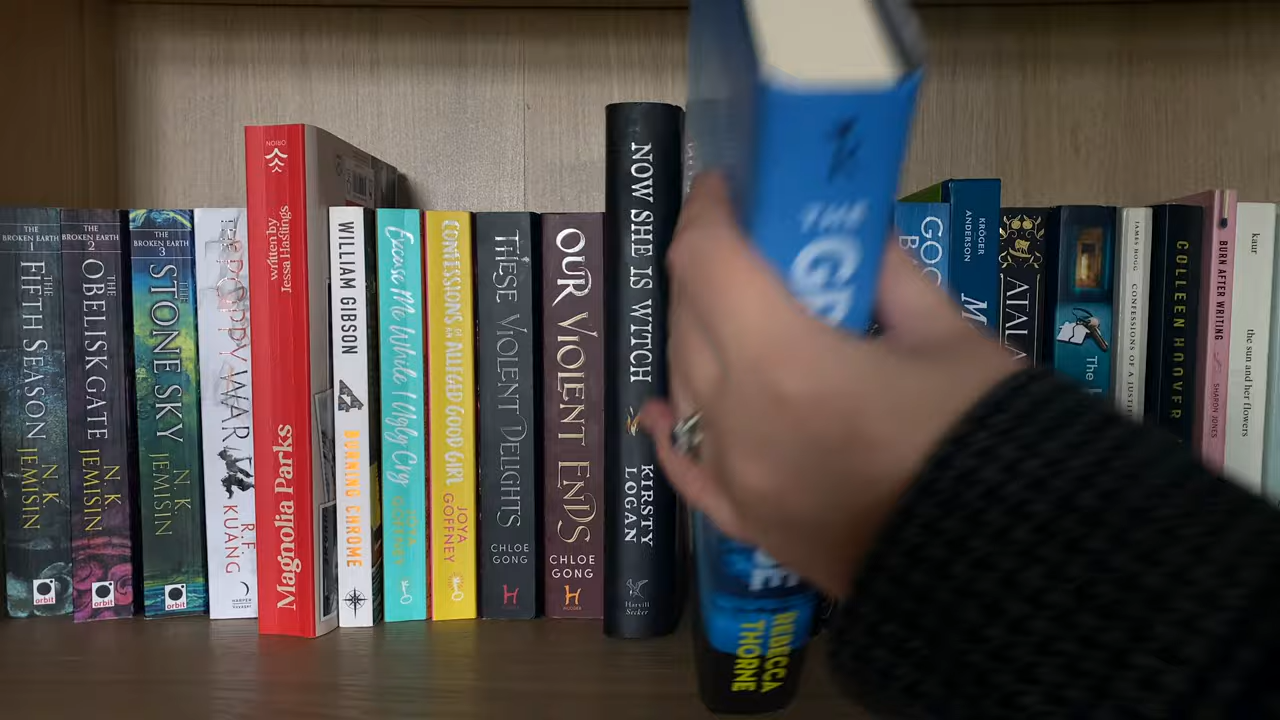 THE
BROKEN EARTH
THE
FIFTH SEASON
N. K.
JEMISIN
orbit
THE
BROKEN EARTH
2
THE
OBELISK GATE
N. K.
JEMISIN
orbit
THE
BROKEN EARTH
3
THE
STONE SKY
N. K.
JEMISIN
orbit
THE POPPY WAR
R.F.
KUANG
HARPER
Voyager
ORION
written by
Jessa Hastings
Magnolia Parks
WILLIAM GIBSON
BURNING CHROME
Excuse Me While I Ugly Cry
JOYA
GOFFNEY
CONFESSIONS OF AN ALLEGED GOOD GIRL
JOYA
GOFFNEY
THESE VIOLENT DELIGHTS
CHLOE
GONG
OUR VIOLENT ENDS
CHLOE
GONG
NOW SHE IS WITCH
KIRSTY
LOGAN
Harvill
Secker
THE
REBECCA
THORNE
KRÖGER
ANDERSON
JAMES HOGG
CONFESSIONS OF A JUSTI
COLLEEN HOOVER
BURN AFTER WRITING
SHARON JONES
kaur
the sun and her flowers